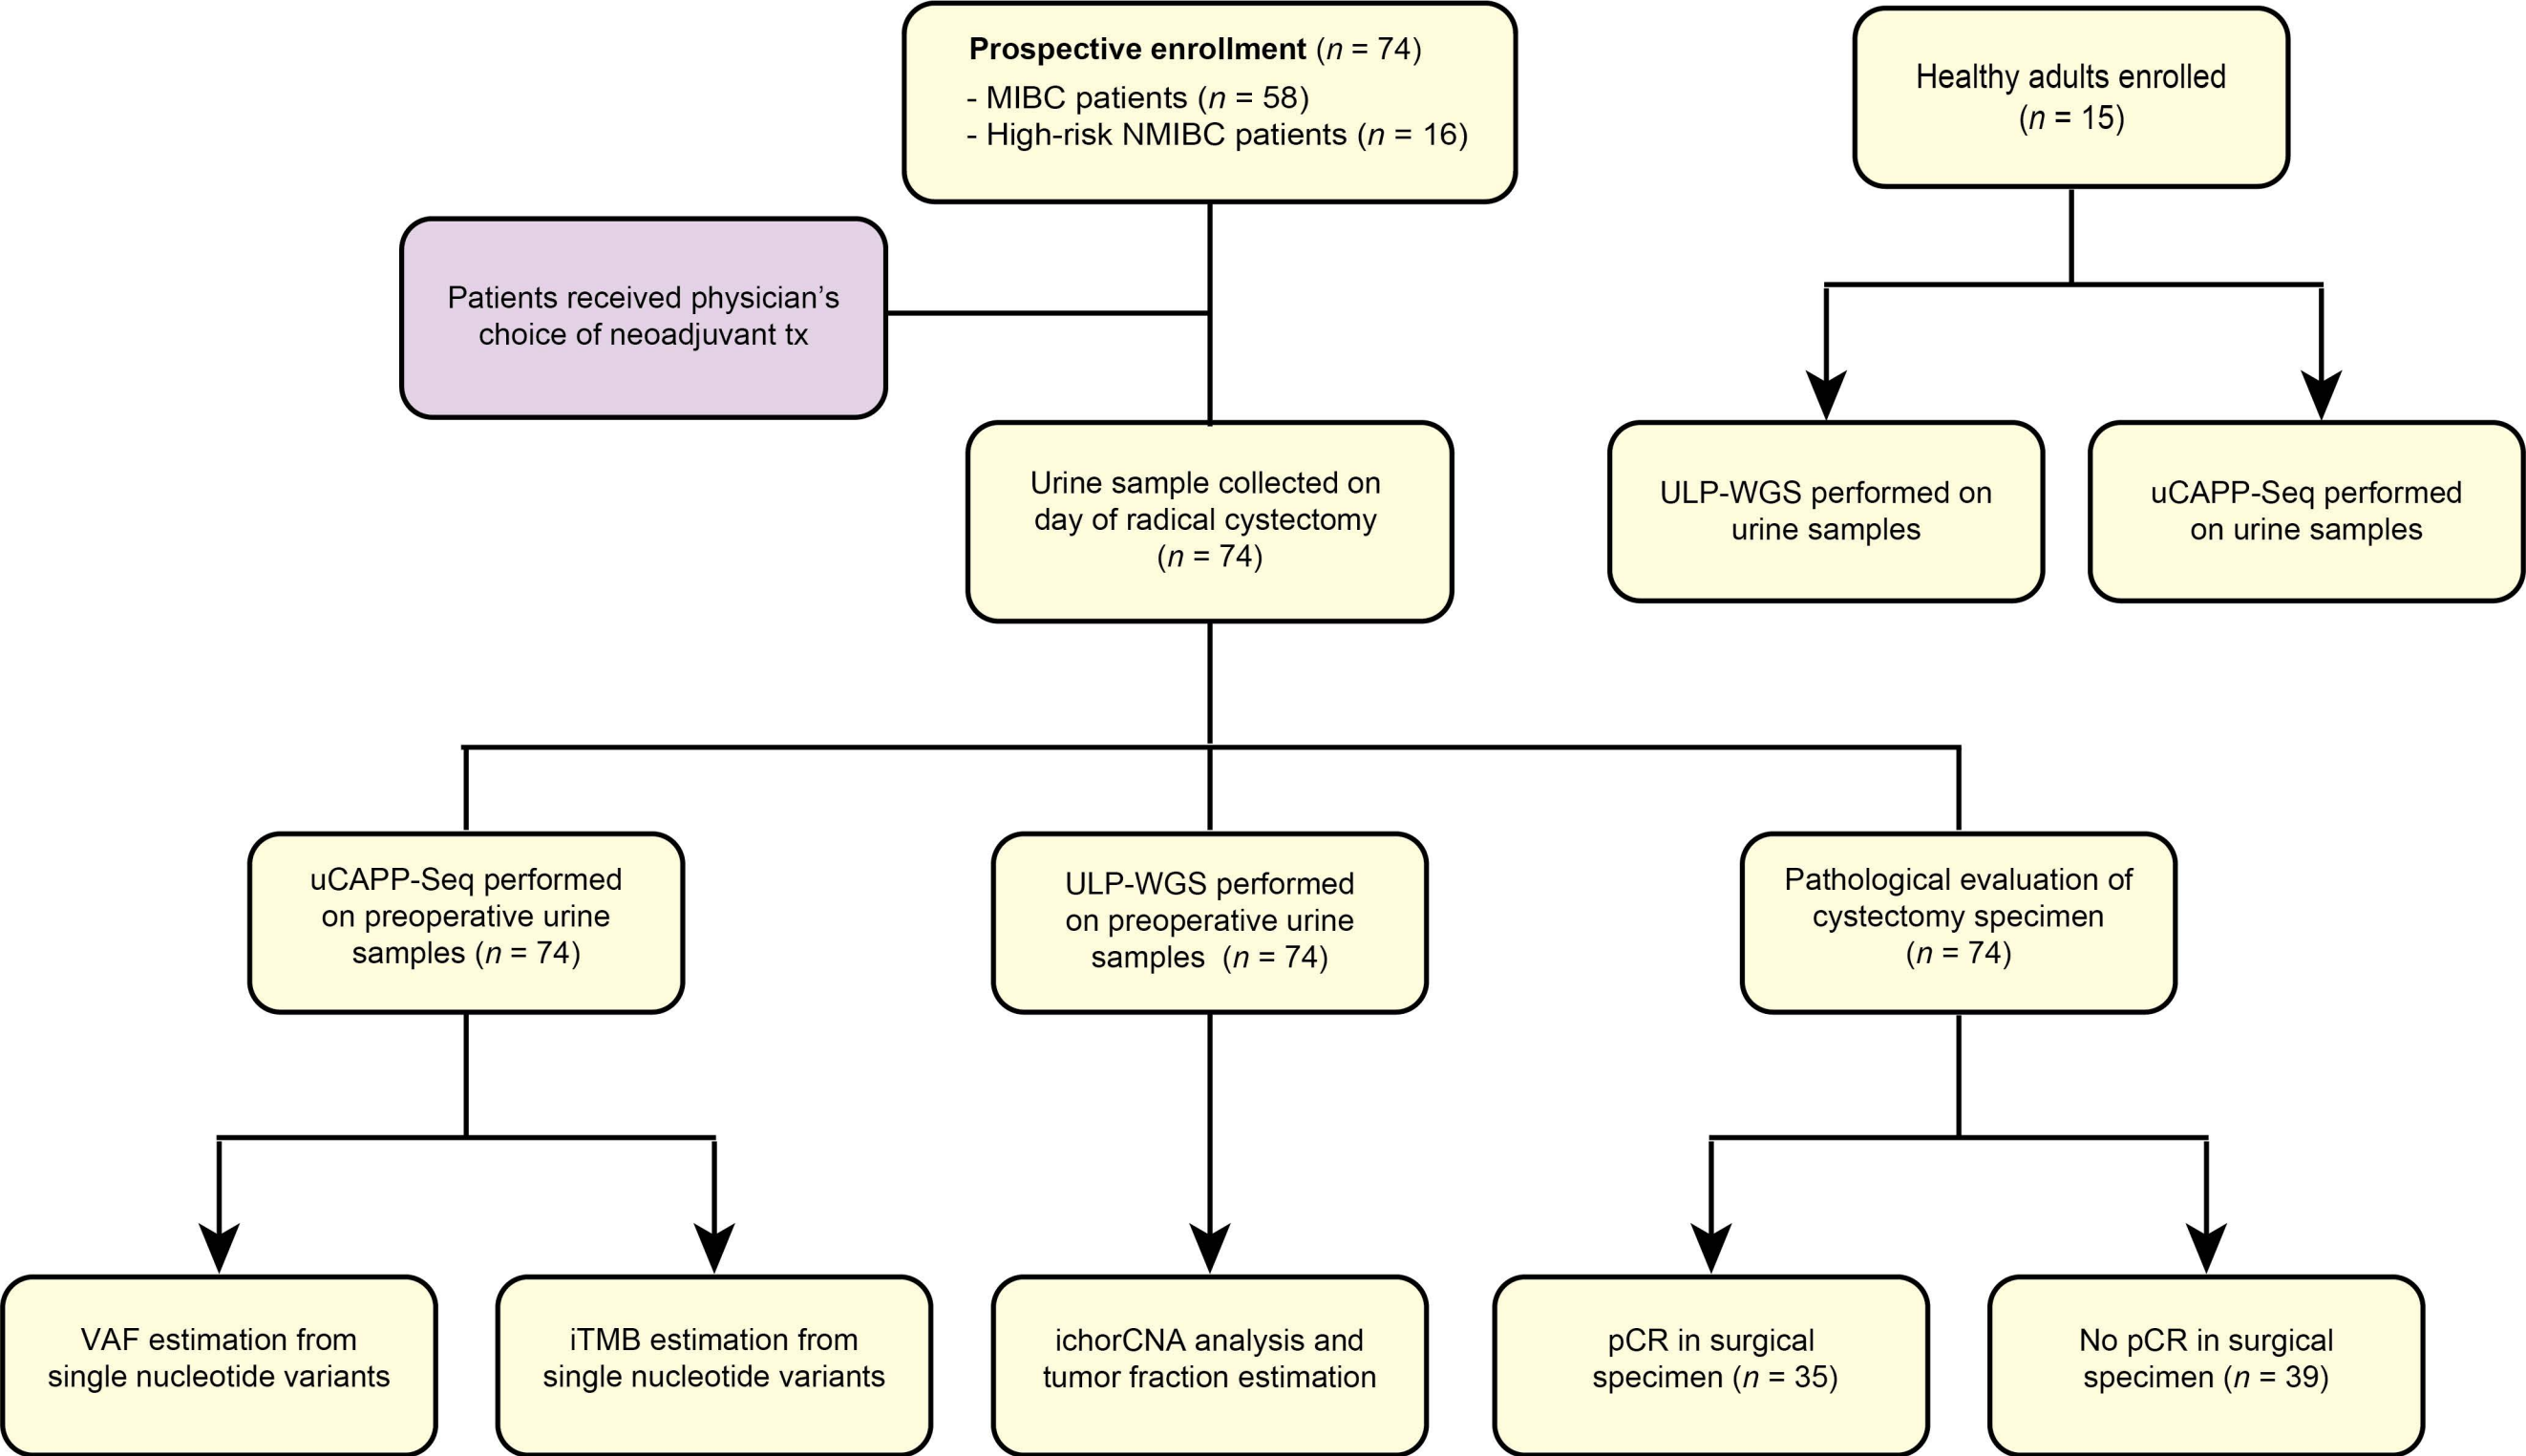 Prospective enrollment (n = 74)
- MIBC patients (n = 58)
- High-risk NMIBC patients (n = 16)
Healthy adults enrolled
(n = 15)
Patients received physician’s
choice of neoadjuvant tx
Urine sample collected on
day of radical cystectomy
(n = 74)
ULP-WGS performed on
urine samples
uCAPP-Seq performed
on urine samples
uCAPP-Seq performed
on preoperative urine
samples (n = 74)
ULP-WGS performed
on preoperative urine
samples (n = 74)
Pathological evaluation of
cystectomy specimen
(n = 74)
VAF estimation from
single nucleotide variants
iTMB estimation from
single nucleotide variants
ichorCNA analysis and
tumor fraction estimation
pCR in surgical
specimen (n = 35)
No pCR in surgical
specimen (n = 39)